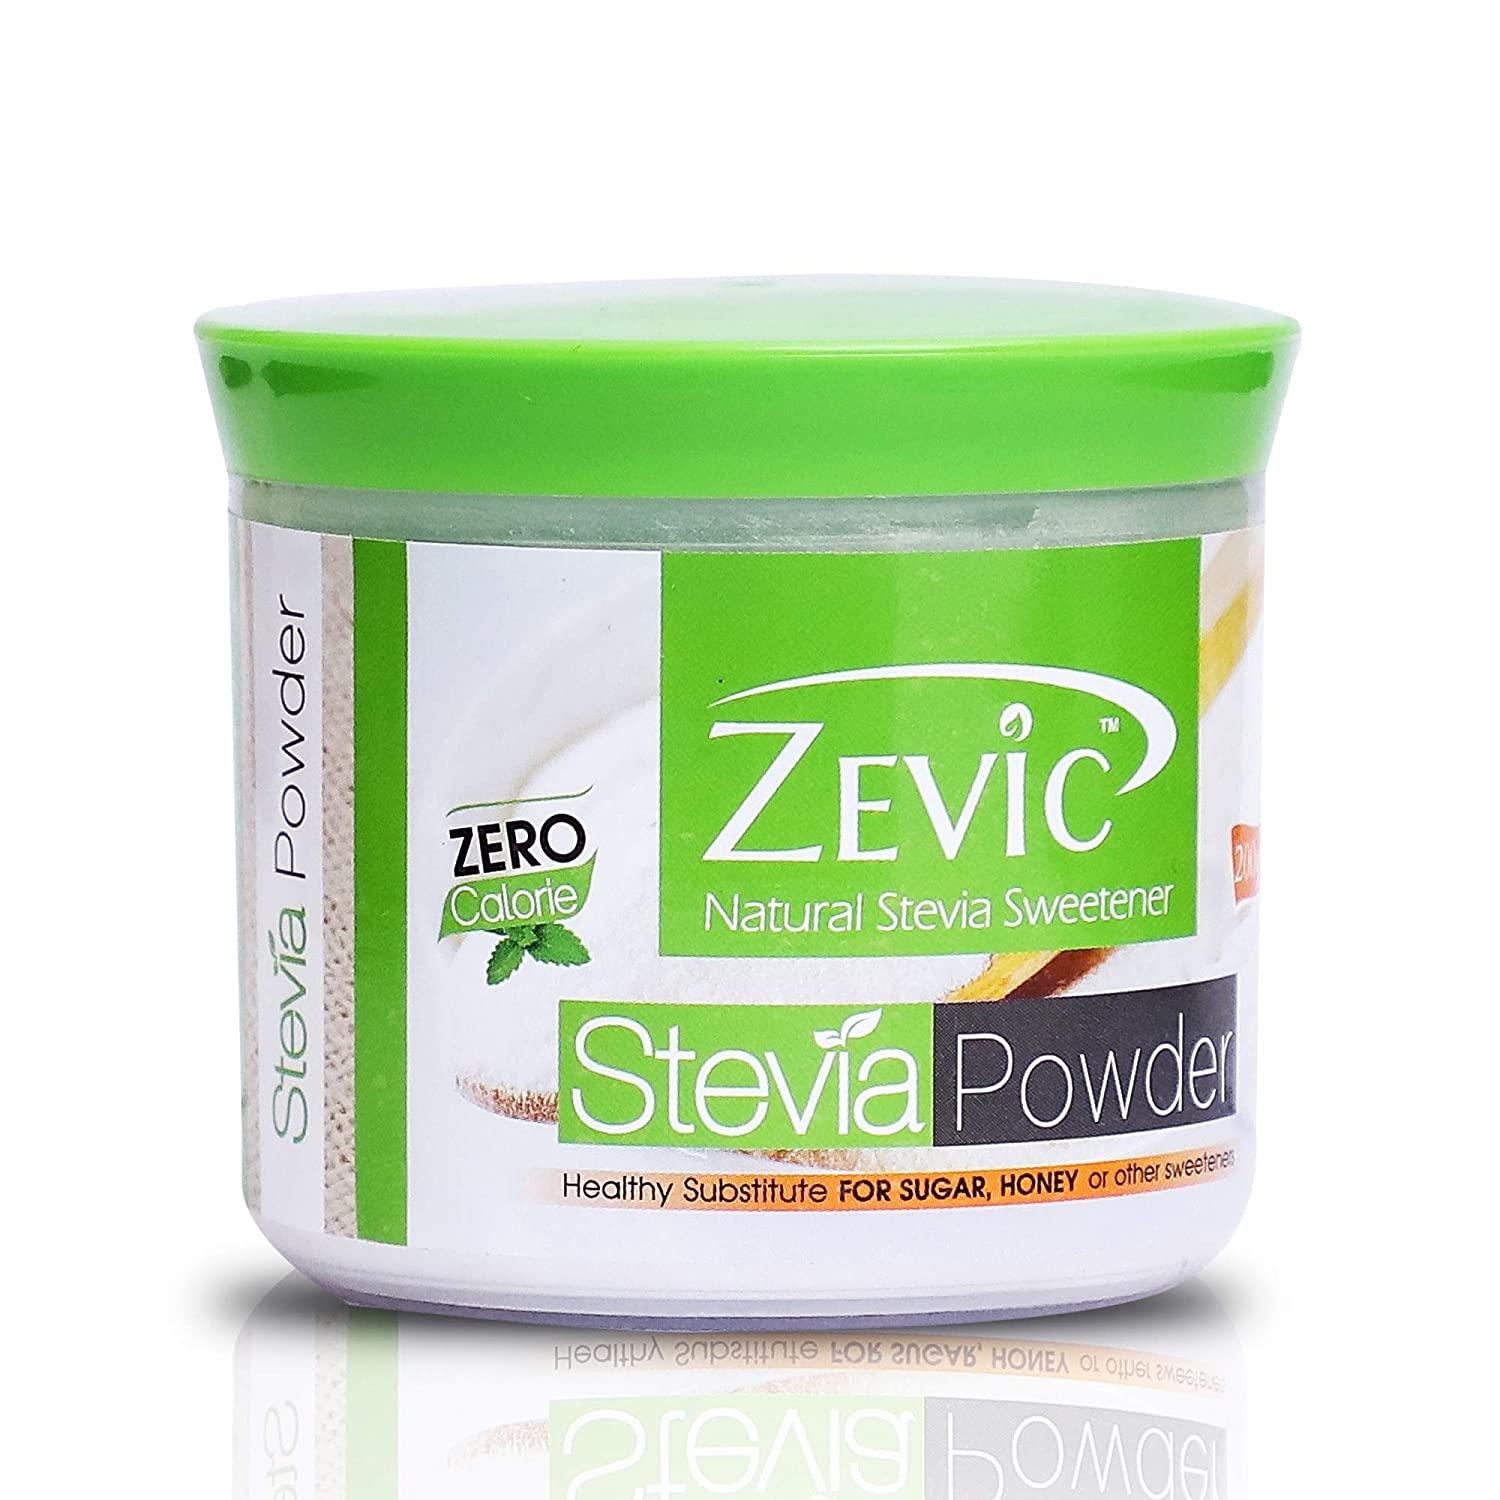 Stevia Powder
ZERO
Calorie
ZEVIC™
Natural Stevia Sweetener
Stevia Powder
Healthy Substitute FOR SUGAR, HONEY or other sweeteners